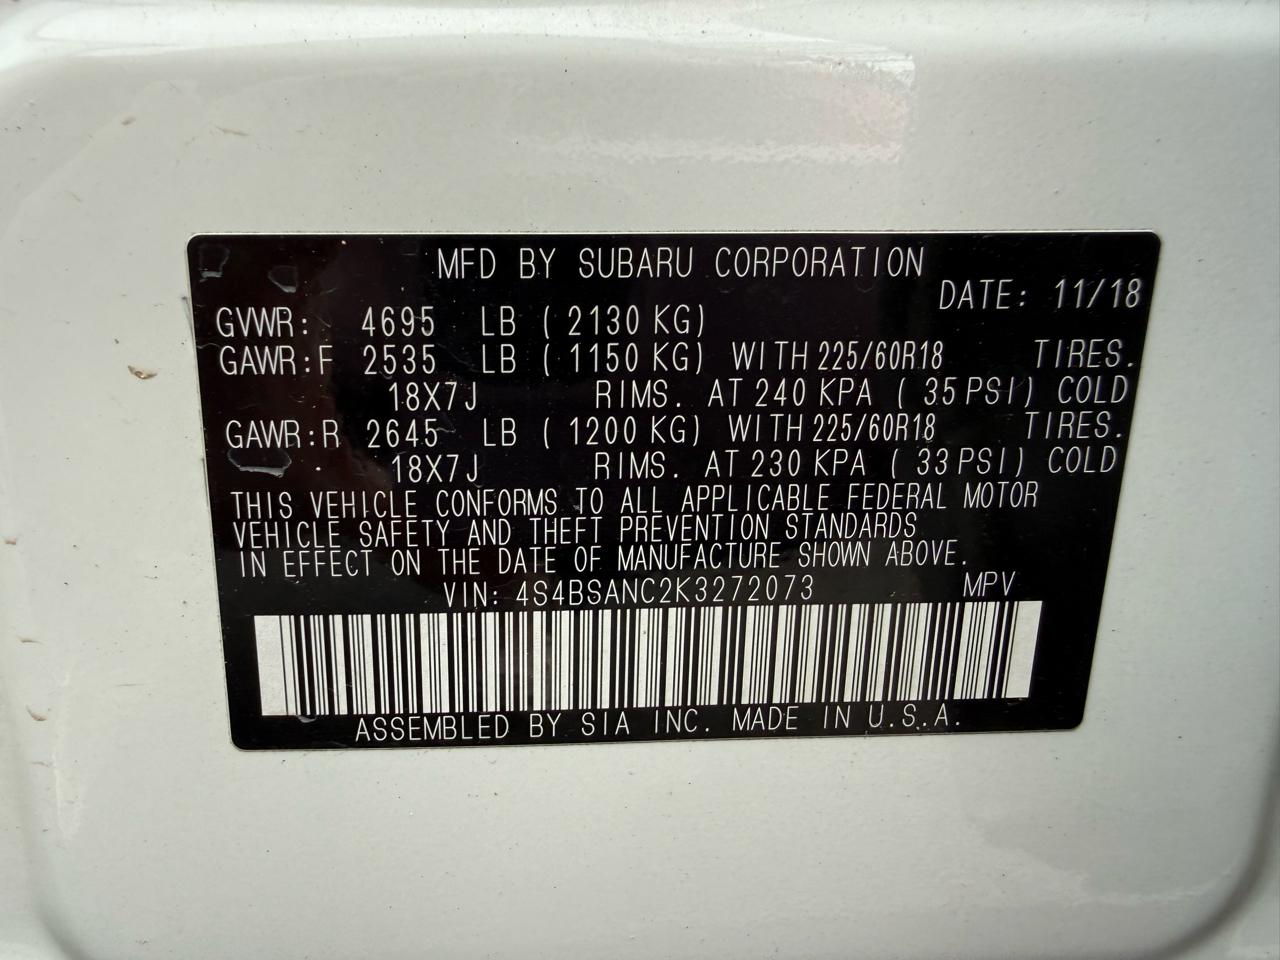 MFD BY SUBARU CORPORATION
DATE: 11/18
GVWR: 4695 LB ( 2130 KG)
GAWR:F 2535 LB ( 1150 KG) WITH 225/60R18 TIRES.
18X7J RIMS. AT 240 KPA ( 35 PSI) COLD
GAWR:R 2645 LB ( 1200 KG) WITH 225/60R18 TIRES.
18X7J RIMS. AT 230 KPA ( 33 PSI) COLD
THIS VEHICLE CONFORMS TO ALL APPLICABLE FEDERAL MOTOR
VEHICLE SAFETY AND THEFT PREVENTION STANDARDS
IN EFFECT ON THE DATE OF MANUFACTURE SHOWN ABOVE.
VIN: 4S4BSANC2K3272073 MPV
ASSEMBLED BY SIA INC. MADE IN U.S.A.